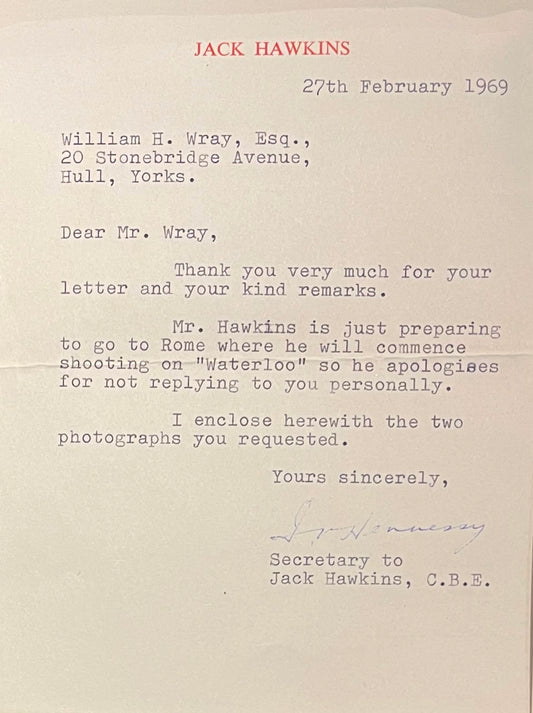 JACK HAWKINS
27th February 1969
William H. Wray, Esq.,
20 Stonebridge Avenue,
Hull, Yorks.
Dear Mr. Wray,
Thank you very much for your
letter and your kind remarks.
Mr. Hawkins is just preparing
to go to Rome where he will commence
shooting on "Waterloo" so he apologises
for not replying to you personally.
I enclose herewith the two
photographs you requested.
Yours sincerely,
Hennessy
Secretary to
Jack Hawkins, C.B.E.